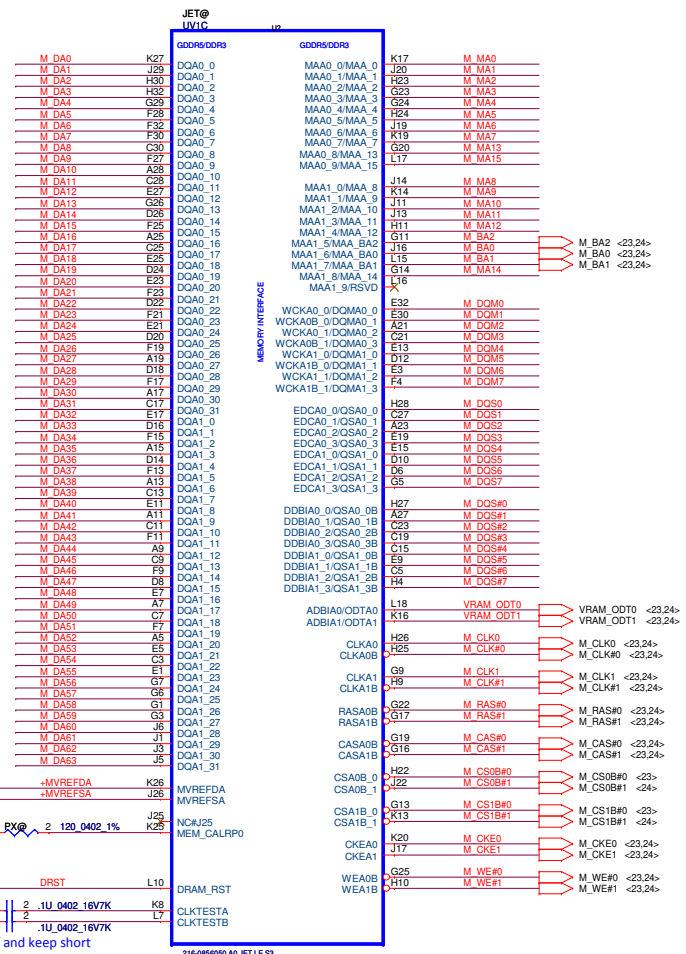 JET@
UV1C
U?
GDDR5/DDR3
GDDR5/DDR3
M_DA0 K27 DQA0_0
M_DA1 J29 DQA0_1
M_DA2 H30 DQA0_2
M_DA3 H32 DQA0_3
M_DA4 G29 DQA0_4
M_DA5 F28 DQA0_5
M_DA6 F32 DQA0_6
M_DA7 F30 DQA0_7
M_DA8 C30 DQA0_8
M_DA9 F27 DQA0_9
M_DA10 A28 DQA0_10
M_DA11 C28 DQA0_11
M_DA12 E27 DQA0_12
M_DA13 G26 DQA0_13
M_DA14 D26 DQA0_14
M_DA15 F25 DQA0_15
M_DA16 A25 DQA0_16
M_DA17 C25 DQA0_17
M_DA18 E25 DQA0_18
M_DA19 D24 DQA0_19
M_DA20 E23 DQA0_20
M_DA21 F23 DQA0_21
M_DA22 D22 DQA0_22
M_DA23 F21 DQA0_23
M_DA24 E21 DQA0_24
M_DA25 D20 DQA0_25
M_DA26 F19 DQA0_26
M_DA27 A19 DQA0_27
M_DA28 D18 DQA0_28
M_DA29 F17 DQA0_29
M_DA30 A17 DQA0_30
M_DA31 C17 DQA0_31
M_DA32 E17 DQA1_0
M_DA33 D16 DQA1_1
M_DA34 F15 DQA1_2
M_DA35 A15 DQA1_3
M_DA36 D14 DQA1_4
M_DA37 F13 DQA1_5
M_DA38 A13 DQA1_6
M_DA39 C13 DQA1_7
M_DA40 E11 DQA1_8
M_DA41 A11 DQA1_9
M_DA42 C11 DQA1_10
M_DA43 F11 DQA1_11
M_DA44 A9 DQA1_12
M_DA45 C9 DQA1_13
M_DA46 F9 DQA1_14
M_DA47 D8 DQA1_15
M_DA48 E7 DQA1_16
M_DA49 A7 DQA1_17
M_DA50 C7 DQA1_18
M_DA51 F7 DQA1_19
M_DA52 A5 DQA1_20
M_DA53 E5 DQA1_21
M_DA54 C3 DQA1_22
M_DA55 E1 DQA1_23
M_DA56 G7 DQA1_24
M_DA57 G6 DQA1_25
M_DA58 G1 DQA1_26
M_DA59 G3 DQA1_27
M_DA60 J6 DQA1_28
M_DA61 J1 DQA1_29
M_DA62 J3 DQA1_30
M_DA63 J5 DQA1_31
+MVREFDA K26 MVREFDA
+MVREFSA J26 MVREFSA
J25 NC#J25
PX@ 2 120_0402_1% K25 MEM_CALRP0
DRST L10 DRAM_RST
2 .1U_0402_16V7K K8 CLKTESTA
2 .1U_0402_16V7K L7 CLKTESTB
and keep short
MEMORY INTERFACE
MAA0_0/MAA_0 K17 M_MA0
MAA0_1/MAA_1 J20 M_MA1
MAA0_2/MAA_2 H23 M_MA2
MAA0_3/MAA_3 G23 M_MA3
MAA0_4/MAA_4 G24 M_MA4
MAA0_5/MAA_5 H24 M_MA5
MAA0_6/MAA_6 J19 M_MA6
MAA0_7/MAA_7 K19 M_MA7
MAA0_8/MAA_13 G20 M_MA13
MAA0_9/MAA_15 L17 M_MA15
MAA1_0/MAA_8 J14 M_MA8
MAA1_1/MAA_9 K14 M_MA9
MAA1_2/MAA_10 J11 M_MA10
MAA1_3/MAA_11 J13 M_MA11
MAA1_4/MAA_12 H11 M_MA12
MAA1_5/MAA_BA2 G11 M_BA2 M_BA2 <23,24>
MAA1_6/MAA_BA0 J16 M_BA0 M_BA0 <23,24>
MAA1_7/MAA_BA1 L15 M_BA1 M_BA1 <23,24>
MAA1_8/MAA_14 G14 M_MA14
MAA1_9/RSVD L16
WCKA0_0/DQMA0_0 E32 M_DQM0
WCKA0B_0/DQMA0_1 E30 M_DQM1
WCKA0_1/DQMA0_2 A21 M_DQM2
WCKA0B_1/DQMA0_3 C21 M_DQM3
WCKA1_0/DQMA1_0 E13 M_DQM4
WCKA1B_0/DQMA1_1 D12 M_DQM5
WCKA1_1/DQMA1_2 E3 M_DQM6
WCKA1B_1/DQMA1_3 F4 M_DQM7
EDCA0_0/QSA0_0 H28 M_DQS0
EDCA0_1/QSA0_1 C27 M_DQS1
EDCA0_2/QSA0_2 A23 M_DQS2
EDCA0_3/QSA0_3 E19 M_DQS3
EDCA1_0/QSA1_0 E15 M_DQS4
EDCA1_1/QSA1_1 D10 M_DQS5
EDCA1_2/QSA1_2 D6 M_DQS6
EDCA1_3/QSA1_3 G5 M_DQS7
DDBIA0_0/QSA0_0B H27 M_DQS#0
DDBIA0_1/QSA0_1B A27 M_DQS#1
DDBIA0_2/QSA0_2B C23 M_DQS#2
DDBIA0_3/QSA0_3B C19 M_DQS#3
DDBIA1_0/QSA1_0B C15 M_DQS#4
DDBIA1_1/QSA1_1B E9 M_DQS#5
DDBIA1_2/QSA1_2B C5 M_DQS#6
DDBIA1_3/QSA1_3B H4 M_DQS#7
ADBIA0/ODTA0 L18 VRAM_ODT0 VRAM_ODT0 <23,24>
ADBIA1/ODTA1 K16 VRAM_ODT1 VRAM_ODT1 <23,24>
CLKA0 H26 M_CLK0 M_CLK0 <23,24>
CLKA0B H25 M_CLK#0 M_CLK#0 <23,24>
CLKA1 G9 M_CLK1 M_CLK1 <23,24>
CLKA1B H9 M_CLK#1 M_CLK#1 <23,24>
RASA0B G22 M_RAS#0 M_RAS#0 <23,24>
RASA1B G17 M_RAS#1 M_RAS#1 <23,24>
CASA0B G19 M_CAS#0 M_CAS#0 <23,24>
CASA1B G16 M_CAS#1 M_CAS#1 <23,24>
CSA0B_0 H22 M_CS0B#0 M_CS0B#0 <23>
CSA0B_1 J22 M_CS0B#1 M_CS0B#1 <24>
CSA1B_0 G13 M_CS1B#0 M_CS1B#0 <23>
CSA1B_1 K13 M_CS1B#1 M_CS1B#1 <24>
CKEA0 K20 M_CKE0 M_CKE0 <23,24>
CKEA1 J17 M_CKE1 M_CKE1 <23,24>
WEA0B G25 M_WE#0 M_WE#0 <23,24>
WEA1B H10 M_WE#1 M_WE#1 <23,24>
216-0856050 A0 JET LE S3